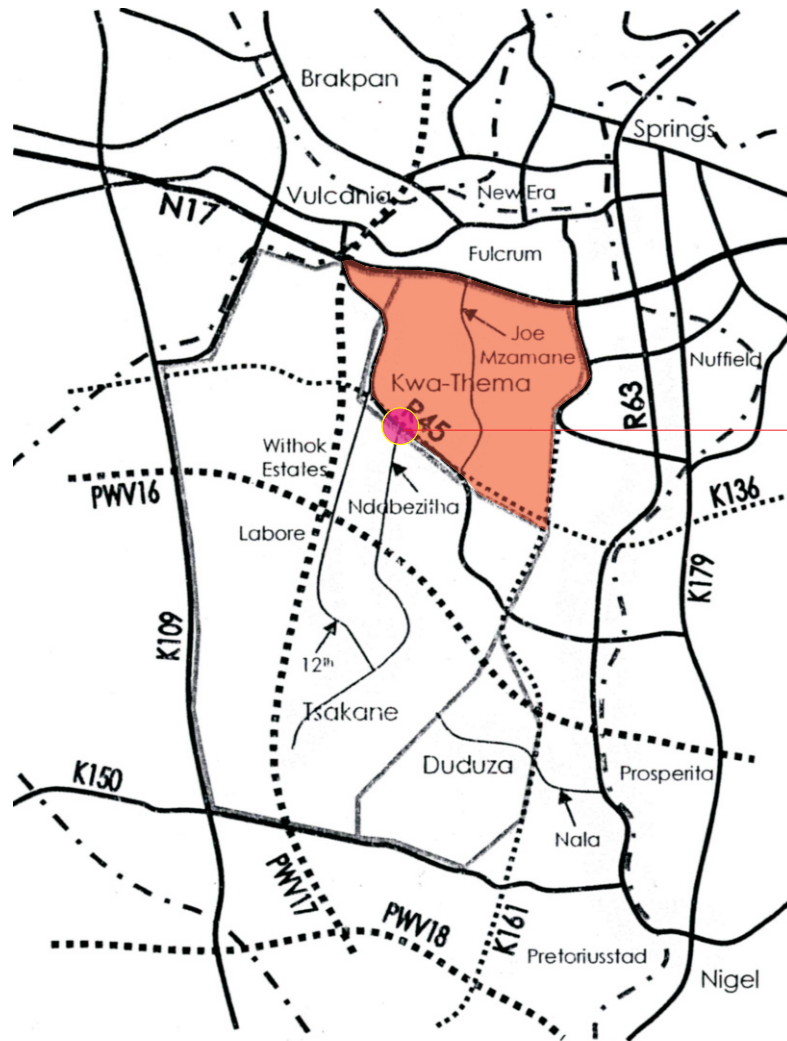 Brakpan
Springs
Vulcania
New Era
N17
Fulcrum
Joe
Mzamane
Nuffield
Kwa-Thema
R45
R63
Withok
Estates
K136
PWV16
Ndabezitha
Labore
K179
K109
12th
Tsakane
Duduza
Prosperita
K150
Nala
PWV17
PWV18
K161
Pretoriusstad
Nigel